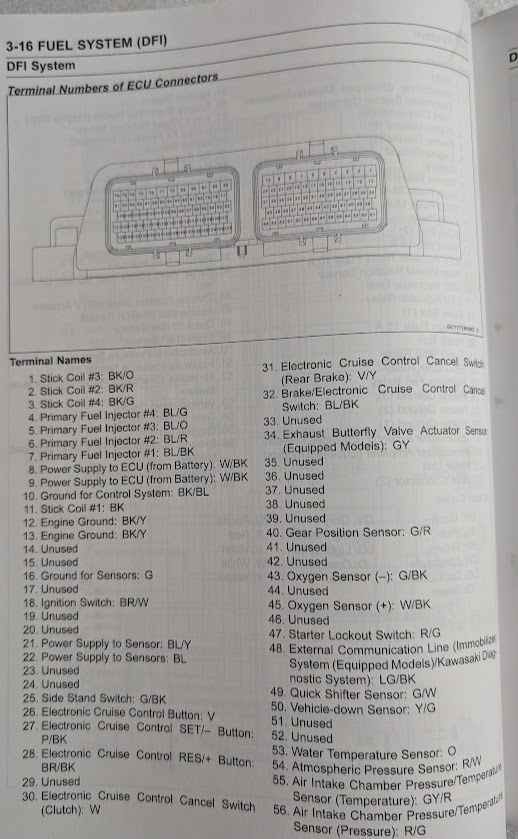 3-16 FUEL SYSTEM (DFI)
DFI System
Terminal Numbers of ECU Connectors
Terminal Names
1. Stick Coil #3: BK/O
2. Stick Coil #2: BK/R
3. Stick Coil #4: BK/G
4. Primary Fuel Injector #4: BL/G
5. Primary Fuel Injector #3: BL/O
6. Primary Fuel Injector #2: BL/R
7. Primary Fuel Injector #1: BL/BK
8. Power Supply to ECU (from Battery): W/BK
9. Power Supply to ECU (from Battery): W/BK
10. Ground for Control System: BK/BL
11. Stick Coil #1: BK
12. Engine Ground: BK/Y
13. Engine Ground: BK/Y
14. Unused
15. Unused
16. Ground for Sensors: G
17. Unused
18. Ignition Switch: BR/W
19. Unused
20. Unused
21. Power Supply to Sensor: BL/Y
22. Power Supply to Sensors: BL
23. Unused
24. Unused
25. Side Stand Switch: G/BK
26. Electronic Cruise Control Button: V
27. Electronic Cruise Control SET/– Button:
P/BK
28. Electronic Cruise Control RES/+ Button:
BR/BK
29. Unused
30. Electronic Cruise Control Cancel Switch
(Clutch): W
31. Electronic Cruise Control Cancel Switch
(Rear Brake): V/Y
32. Brake/Electronic Cruise Control Cancel
Switch: BL/BK
33. Unused
34. Exhaust Butterfly Valve Actuator Sensor
(Equipped Models): GY
35. Unused
36. Unused
37. Unused
38. Unused
39. Unused
40. Gear Position Sensor: G/R
41. Unused
42. Unused
43. Oxygen Sensor (–): G/BK
44. Unused
45. Oxygen Sensor (+): W/BK
46. Unused
47. Starter Lockout Switch: R/G
48. External Communication Line (Immobilizer
System (Equipped Models)/Kawasaki Diag-
nostic System): LG/BK
49. Quick Shifter Sensor: G/W
50. Vehicle-down Sensor: Y/G
51. Unused
52. Unused
53. Water Temperature Sensor: O
54. Atmospheric Pressure Sensor: R/W
55. Air Intake Chamber Pressure/Temperature
Sensor (Temperature): GY/R
56. Air Intake Chamber Pressure/Temperature
Sensor (Pressure): R/G
D